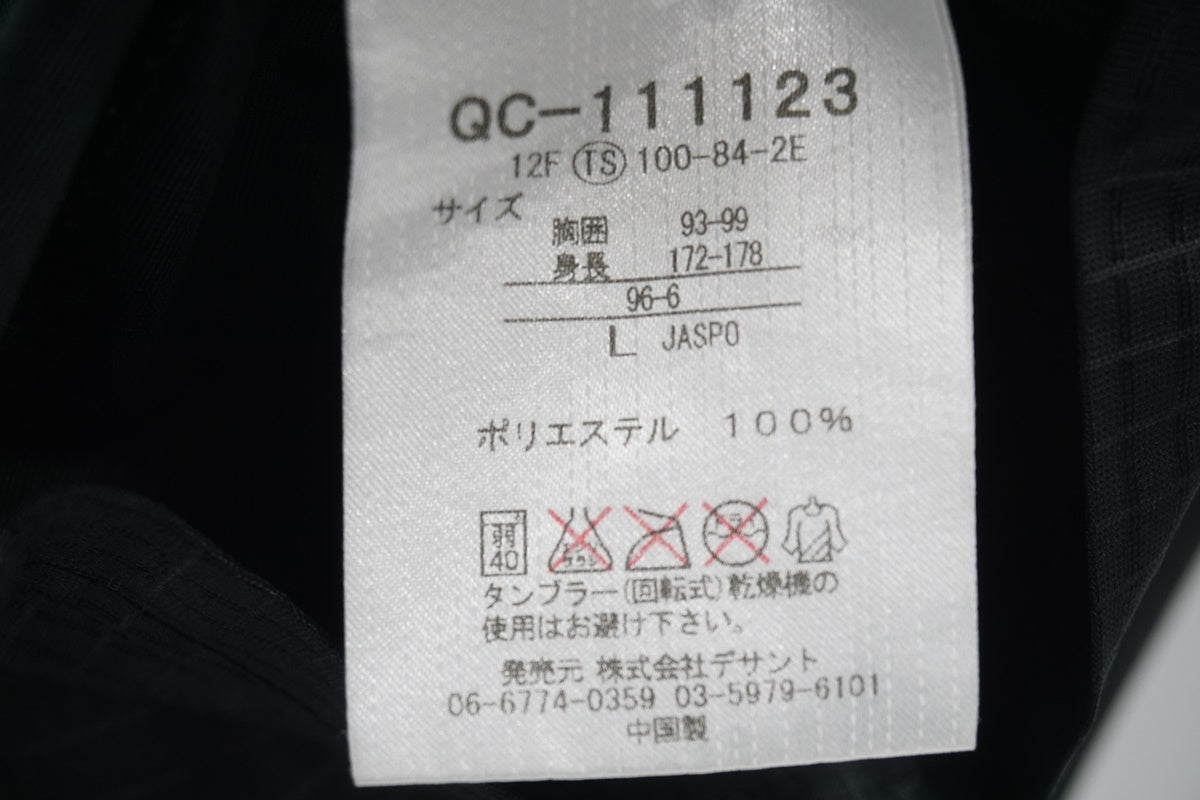 QC-111123
12F TS 100-84-2E
サイズ
胸囲 93-99
身長 172-178
96-6
L JASPO
ポリエステル 100%
弱
40
タンブラー(回転式)乾燥機の
使用はお避け下さい。
発売元 株式会社デサント
06-6774-0359 03-5979-6101
中国製